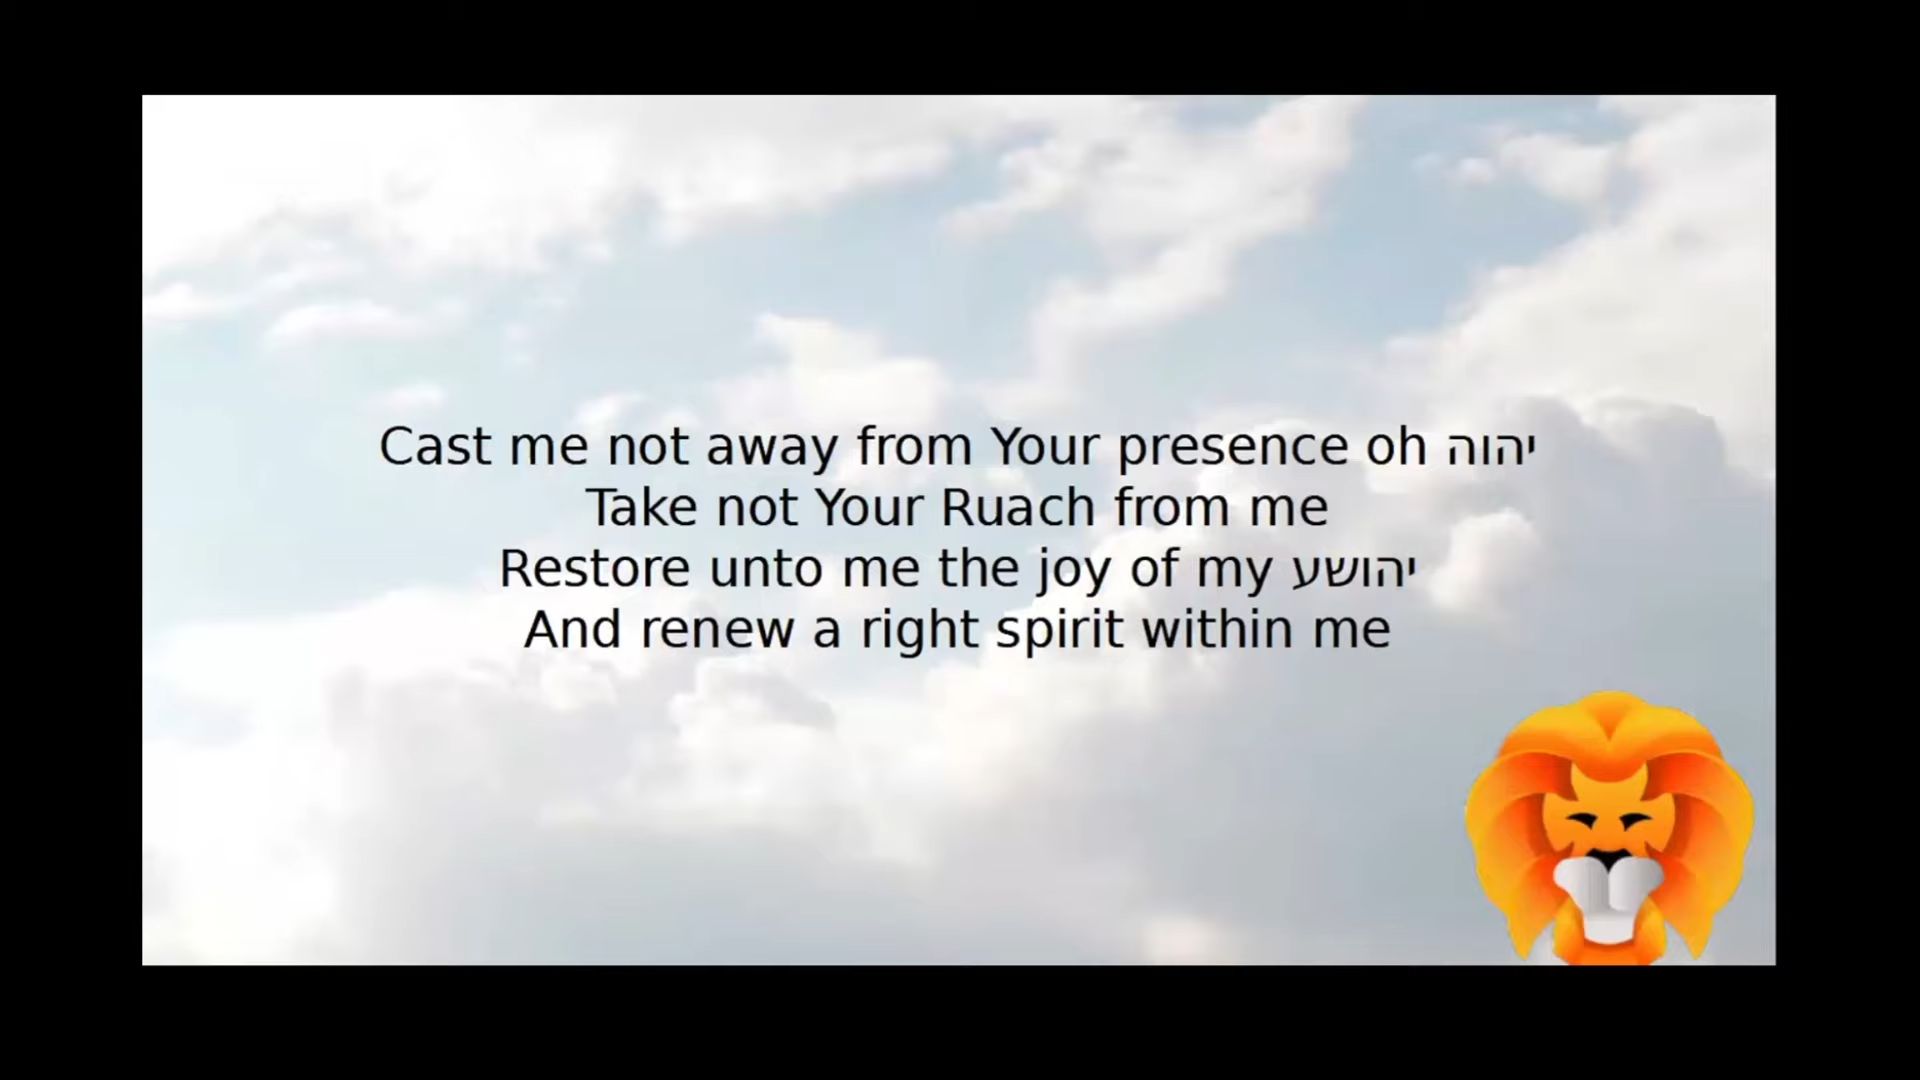 Cast me not away from Your presence oh יהוה
Take not Your Ruach from me
Restore unto me the joy of my יהושע
And renew a right spirit within me